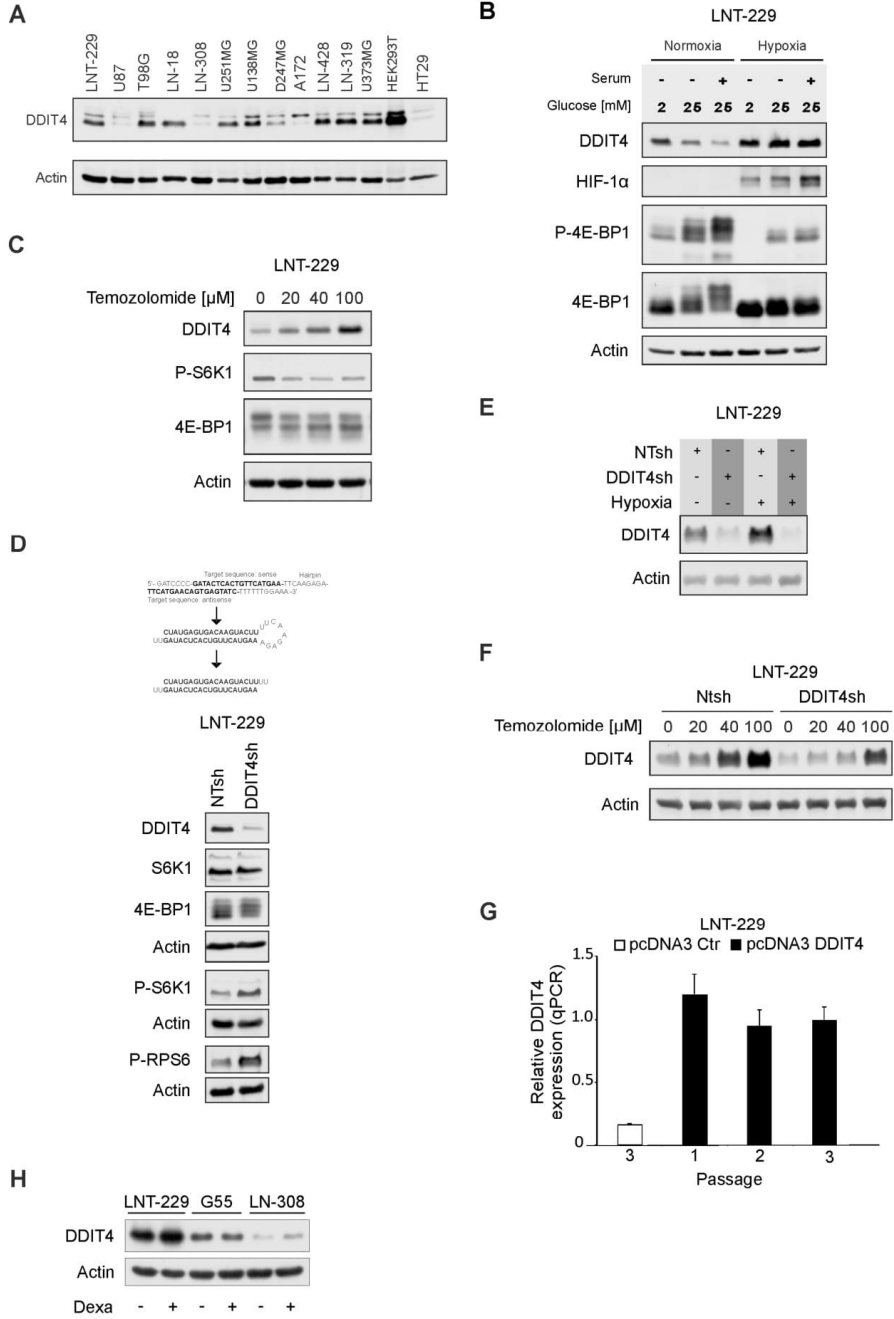 A
LNT-229 U87 T98G LN-18 LN-308 U251MG U138MG D247MG A172 LN-428 LN-319 U373MG HEK293T HT29
DDIT4
Actin
B
LNT-229
Normoxia Hypoxia
Serum - - + - - +
Glucose [mM] 2 25 25 2 25 25
DDIT4
HIF-1α
P-4E-BP1
4E-BP1
Actin
C
LNT-229
Temozolomide [µM] 0 20 40 100
DDIT4
P-S6K1
4E-BP1
Actin
D
Target sequence: sense Hairpin
5'- GATCCCC-GATACTCACTGTTCATGAA-TTCAAGAGA-
TTCATGAACAGTGAGTATC-TTTTTTGGAAA-3'
Target sequence: antisense
CUAUGAGUGACAAGUACUU UUCAAGAGA
UUGAUACUCACUGUUCAUGAA
CUAUGAGUGACAAGUACUUUU
UUGAUACUCACUGUUCAUGAA
LNT-229
NTsh DDIT4sh
DDIT4
S6K1
4E-BP1
Actin
P-S6K1
Actin
P-RPS6
Actin
E
LNT-229
NTsh + - + -
DDIT4sh - + - +
Hypoxia - - + +
DDIT4
Actin
F
LNT-229
Ntsh DDIT4sh
Temozolomide [µM] 0 20 40 100 0 20 40 100
DDIT4
Actin
G
LNT-229
pcDNA3 Ctr pcDNA3 DDIT4
Relative DDIT4
expression (qPCR)
1.5
1.0
0.5
0
3 1 2 3
Passage
H
LNT-229 G55 LN-308
DDIT4
Actin
Dexa - + - + - +